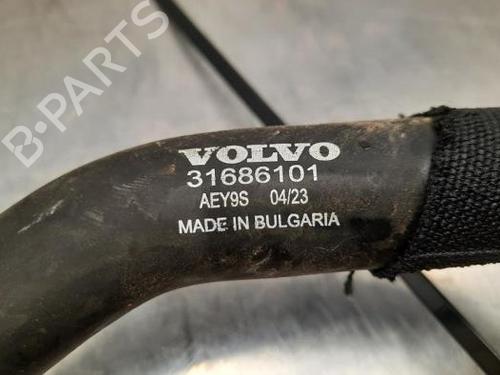 B-PARTS
VOLVO
31686101
AEY9S 04/23
MADE IN BULGARIA